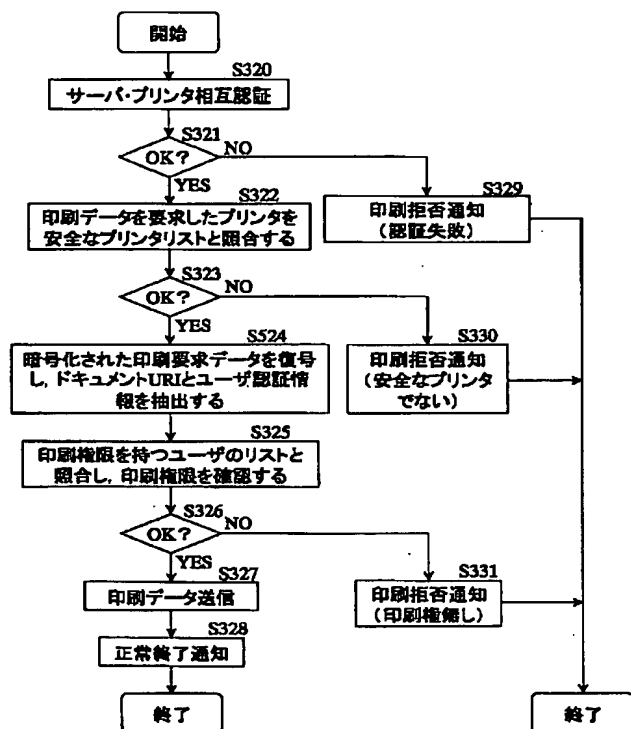 開始
S320
サーバ・プリンタ相互認証
S321
OK?
NO
YES
S322
印刷データを要求したプリンタを
安全なプリンタリストと照合する
S329
印刷拒否通知
(認証失敗)
S323
OK?
NO
YES
S524
暗号化された印刷要求データを復号
し,ドキュメントURIとユーザ認証情
報を抽出する
S330
印刷拒否通知
(安全なプリンタ
でない)
S325
印刷権限を持つユーザのリストと
照合し,印刷権限を確認する
S326
OK?
NO
YES
S327
印刷データ送信
S331
印刷拒否通知
(印刷権無し)
S328
正常終了通知
終了
終了